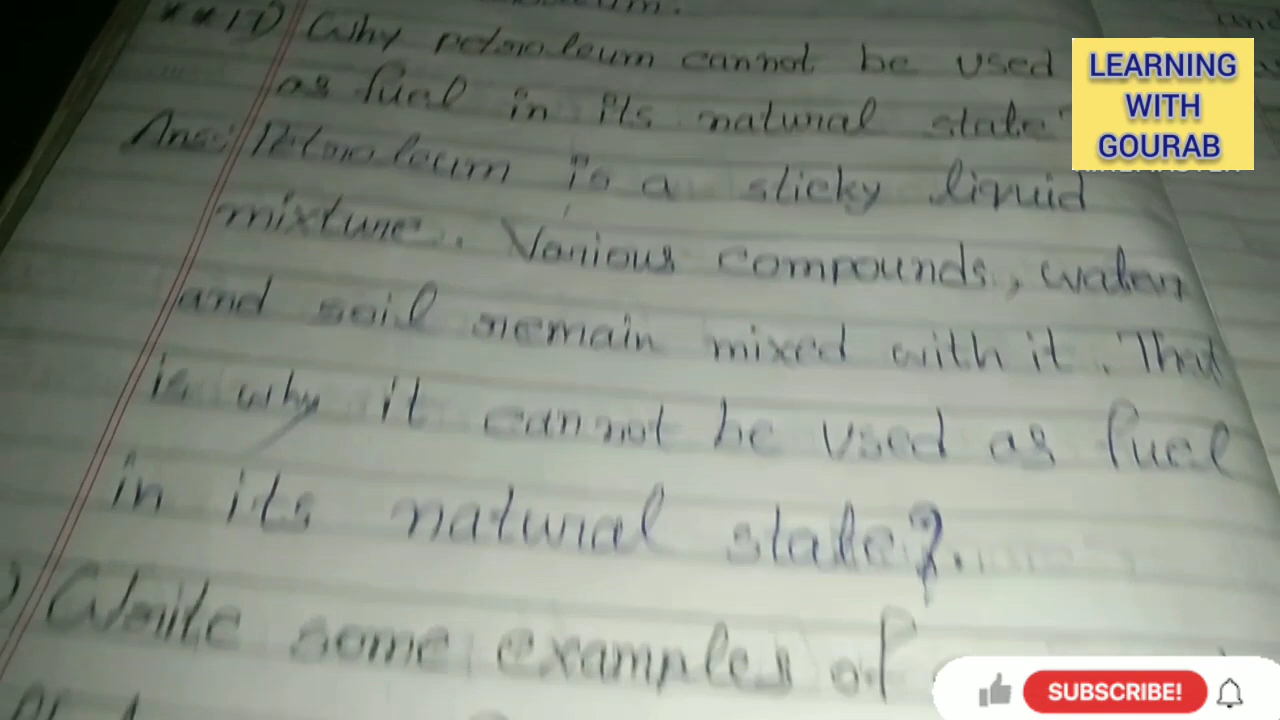 **17) Why petroleum cannot be used
as fuel in its natural state?
Ans: Petroleum is a sticky liquid
mixture. Various compounds, water
and soil remain mixed with it. That
is why it cannot be used as fuel
in its natural state?.
) Write some examples of
LEARNING
WITH
GOURAB
SUBSCRIBE!